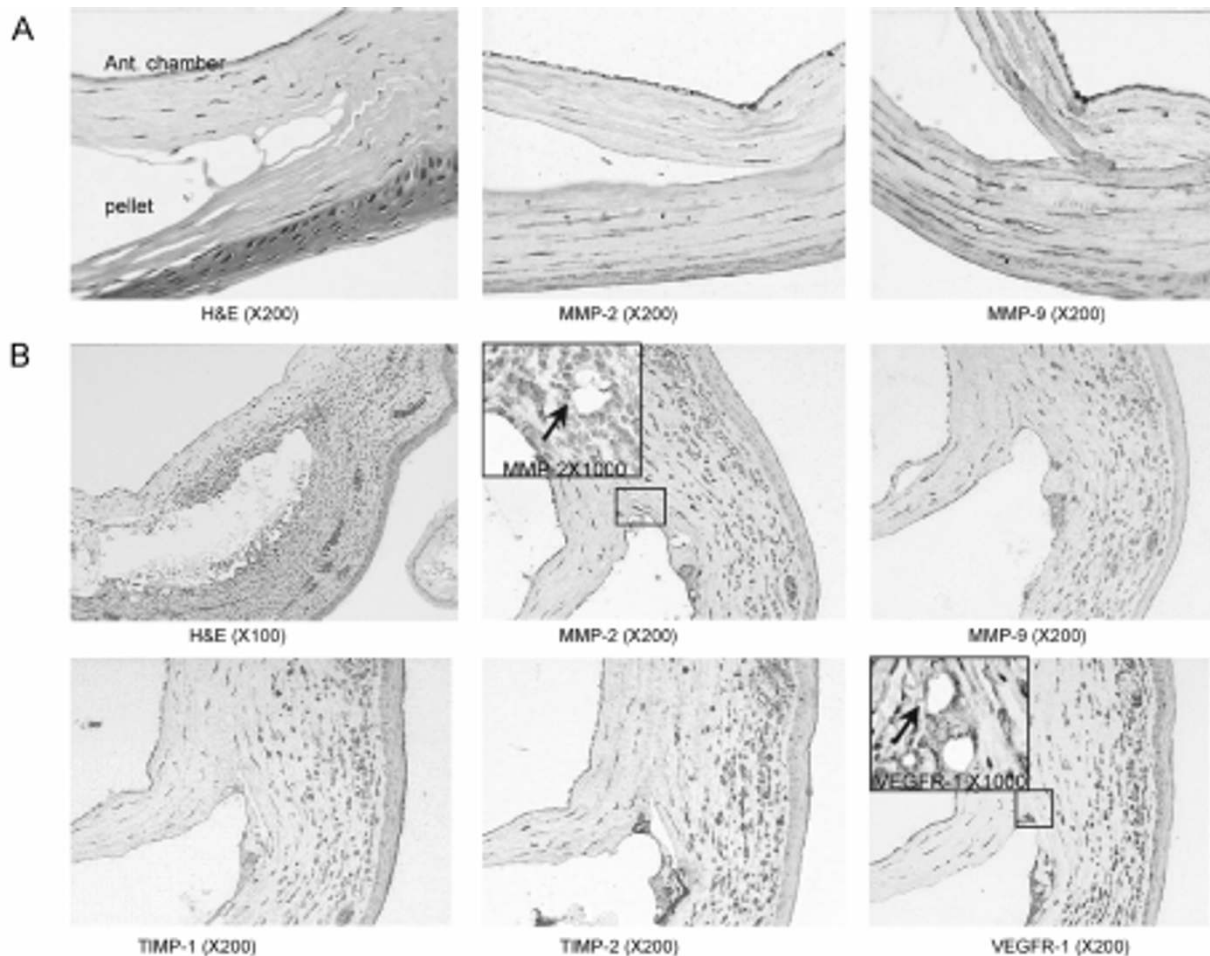 A
Ant. chamber
pellet
H&E (X200)
MMP-2 (X200)
MMP-9 (X200)
B
MMP-2X1000
H&E (X100)
MMP-2 (X200)
MMP-9 (X200)
VEGFR-1 X1000
TIMP-1 (X200)
TIMP-2 (X200)
VEGFR-1 (X200)